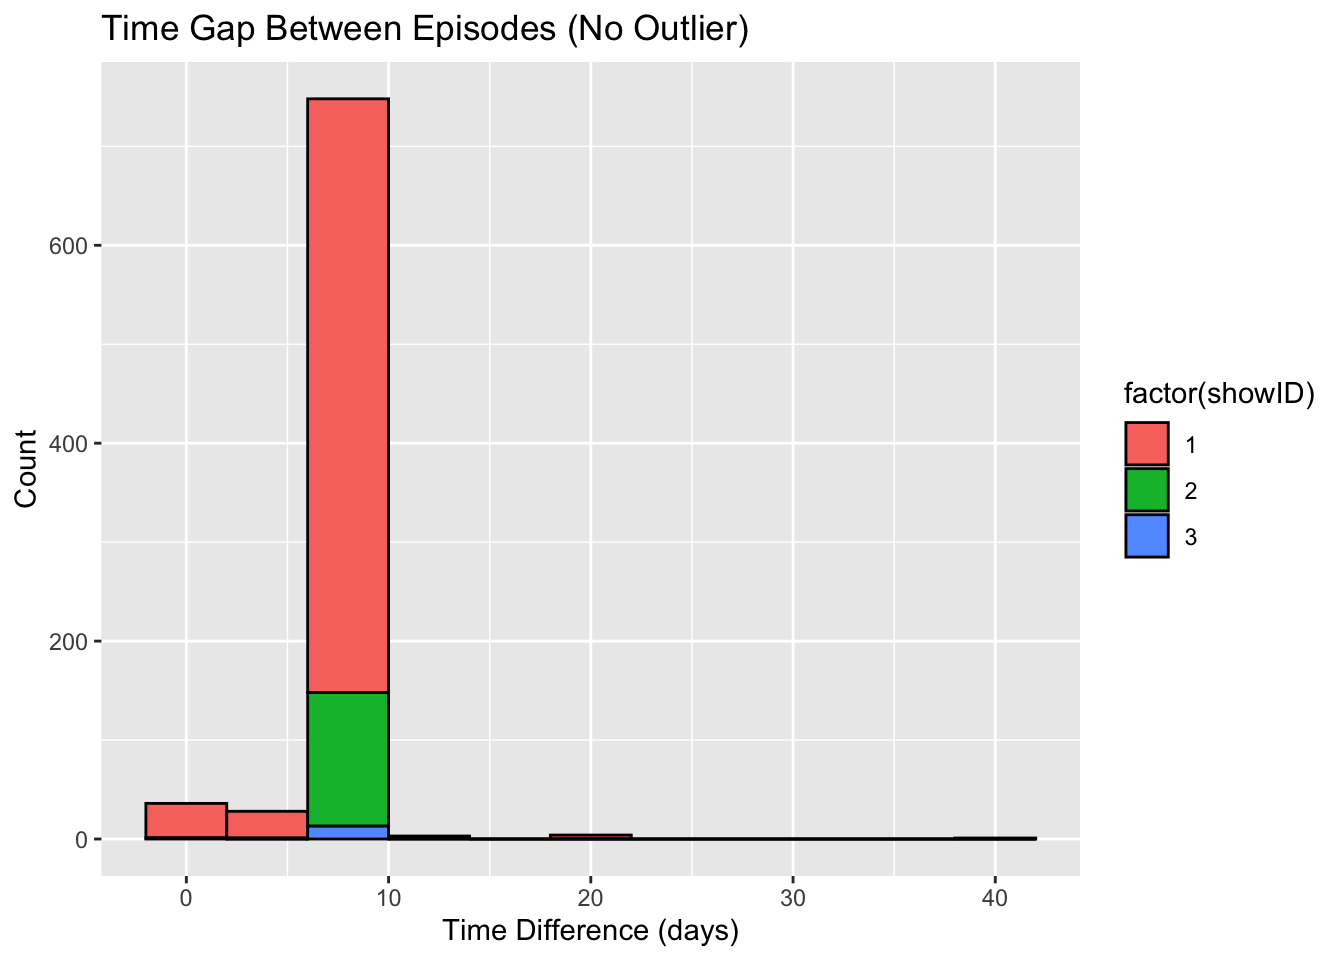 Time Gap Between Episodes (No Outlier)
600
400
200
0
Count
0 10 20 30 40
Time Difference (days)
factor(showID)
1
2
3